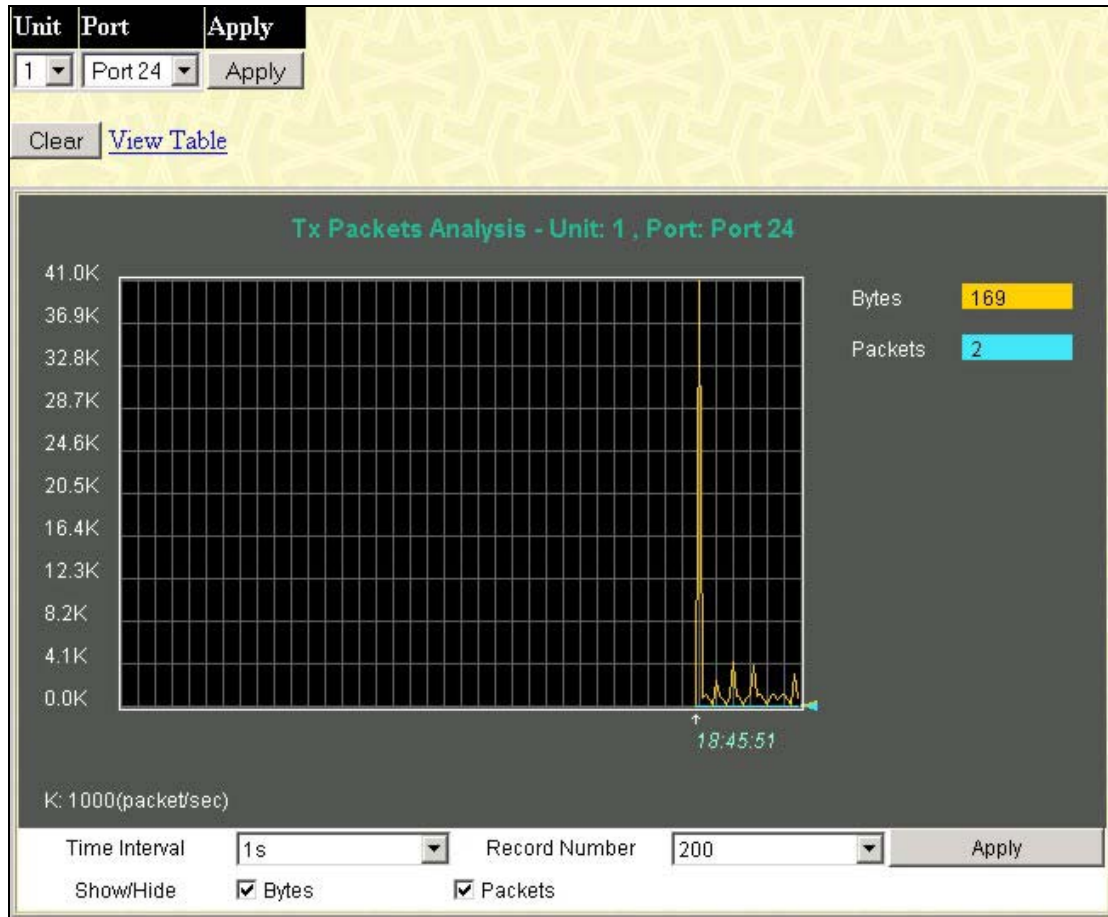 Unit Port Apply
1 Port 24 Apply
Clear View Table
Tx Packets Analysis - Unit: 1 , Port: Port 24
41.0K
36.9K
32.8K
28.7K
24.6K
20.5K
16.4K
12.3K
8.2K
4.1K
0.0K
Bytes 169
Packets 2
18:45:51
K: 1000(packet/sec)
Time Interval 1s Record Number 200 Apply
Show/Hide Bytes Packets